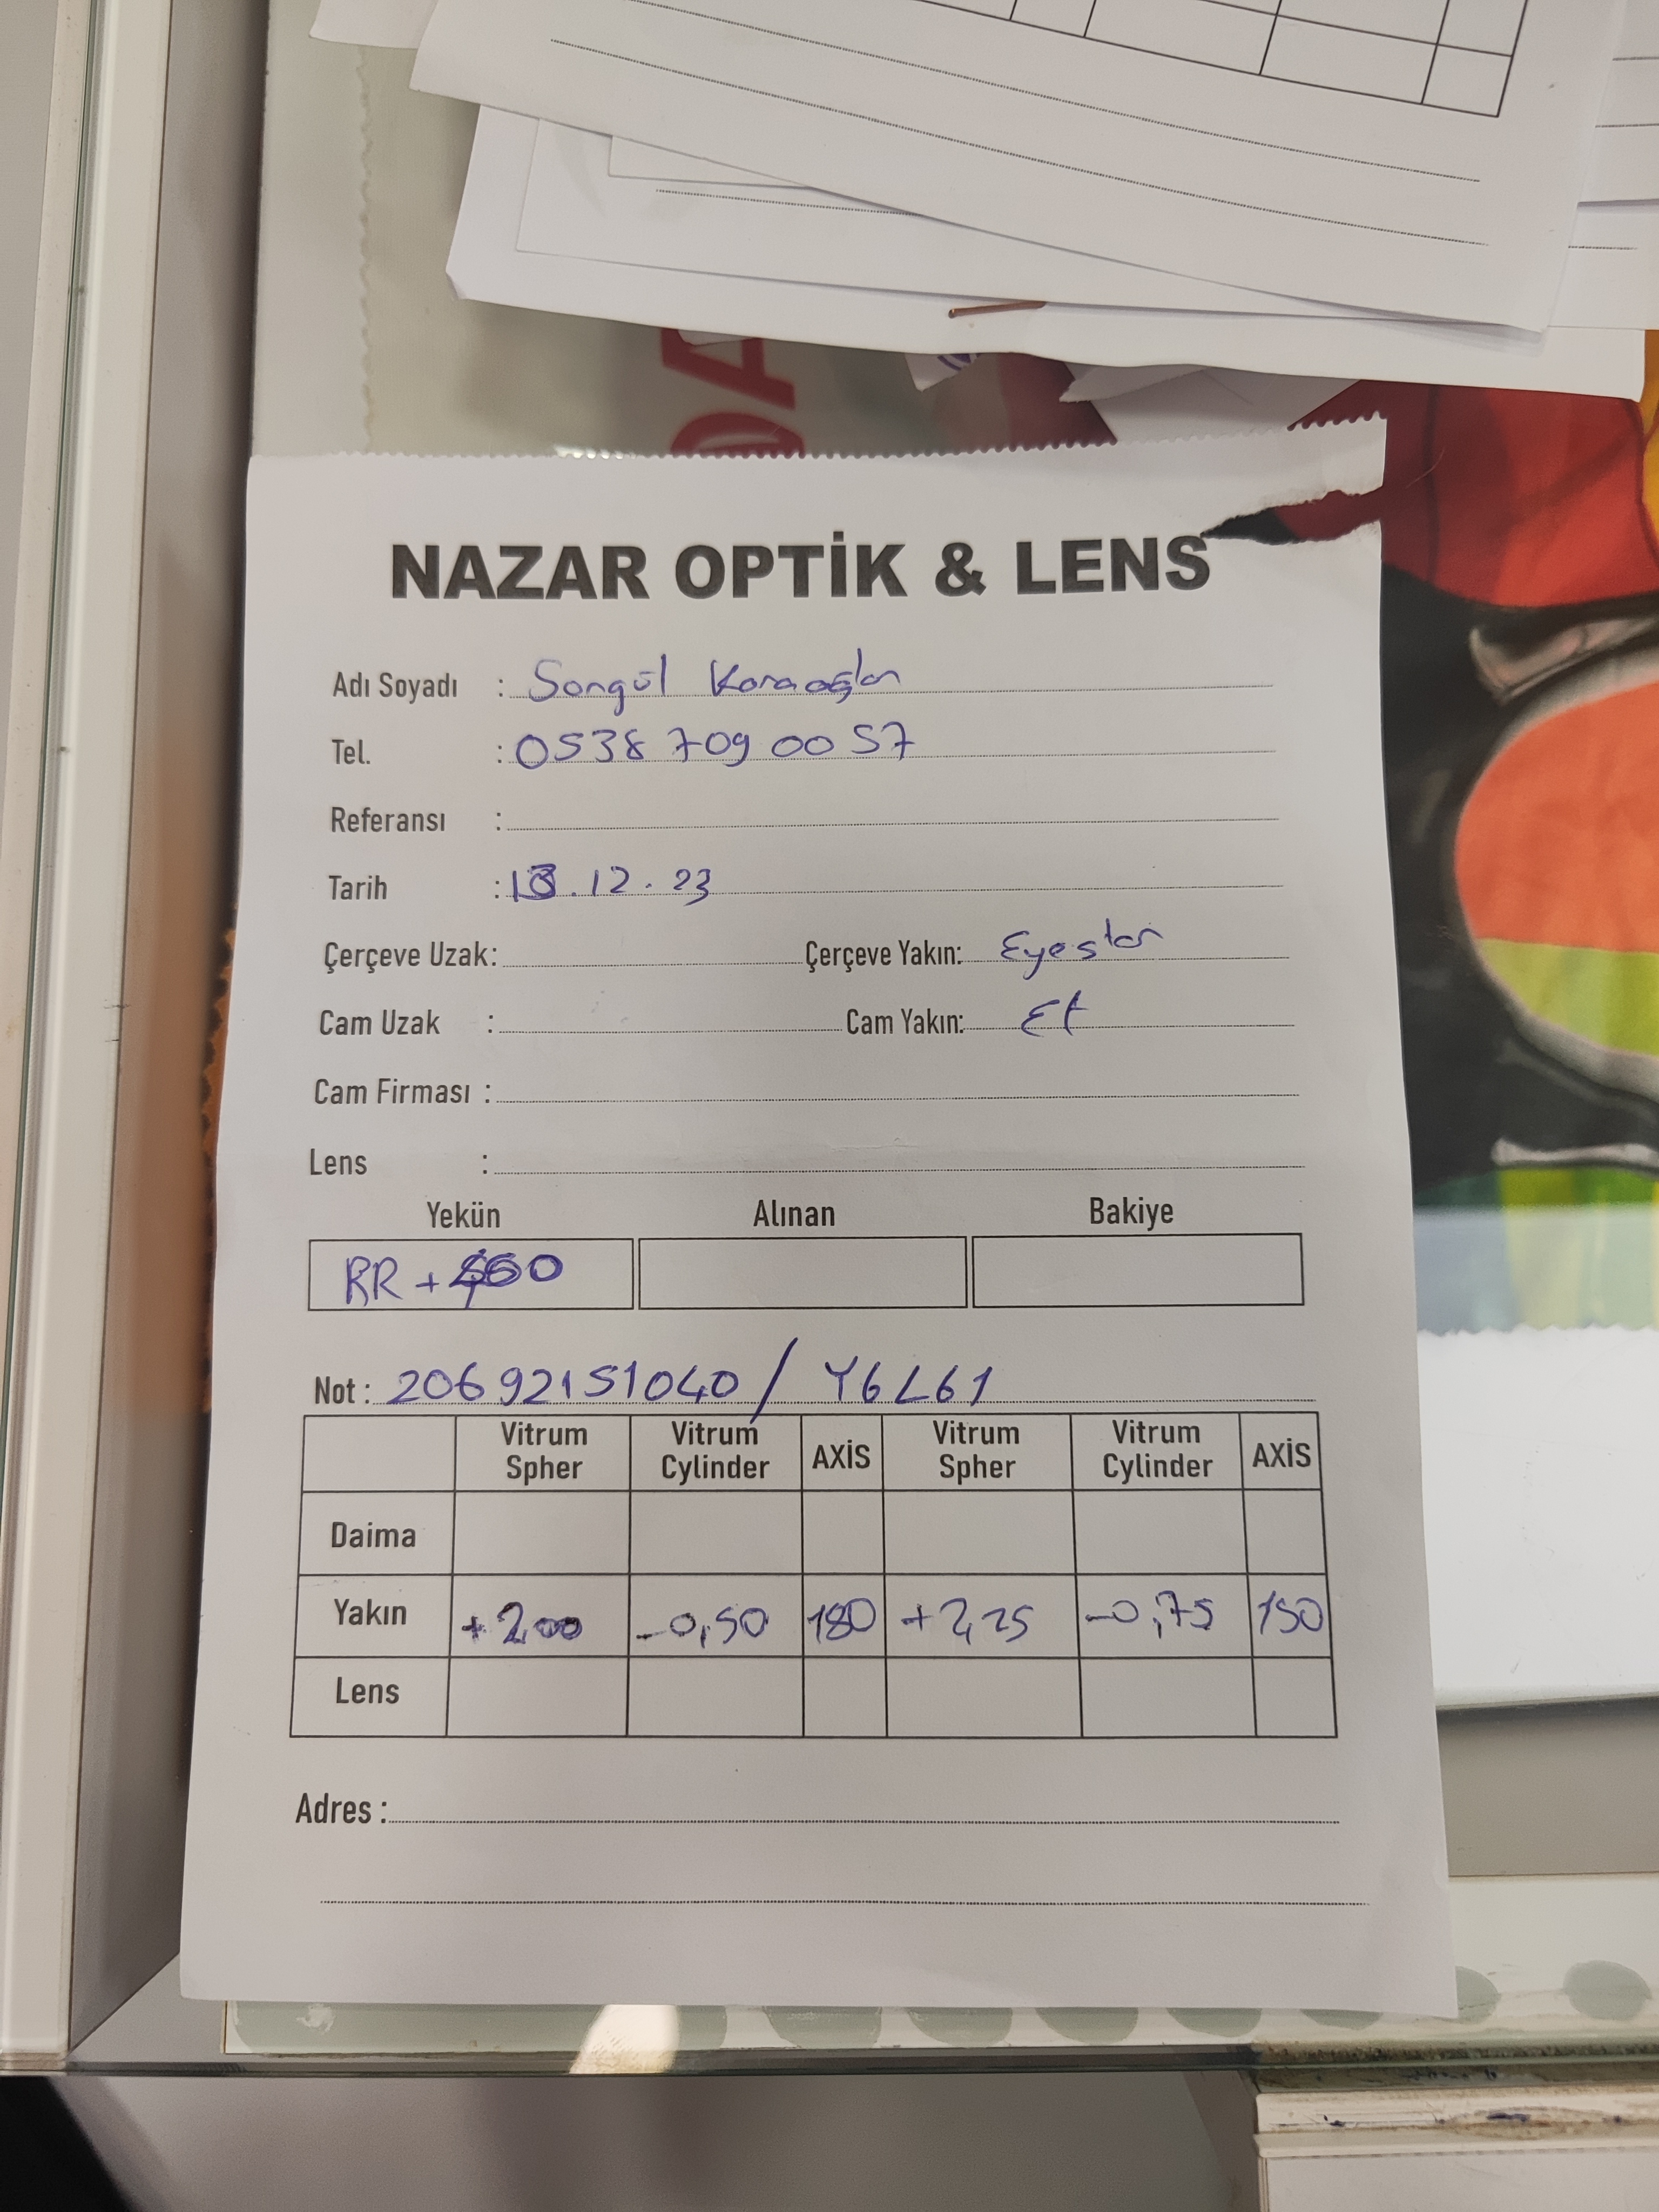 NAZAR OPTİK & LENS
Adı Soyadı : Songül Karaoğlan
Tel. : 0538 709 00 57
Referansı :
Tarih : 13.12.23
Çerçeve Uzak: Çerçeve Yakın: Eyestar
Cam Uzak : Cam Yakın: Et
Cam Firması :
Lens :
Yekün Alınan Bakiye
RR +
Not : 20692151040 / Y6L61
Vitrum Spher Vitrum Cylinder AXİS Vitrum Spher Vitrum Cylinder AXİS
Daima
Yakın +2,00 -0,50 180 +2,25 -0,75 150
Lens
Adres :